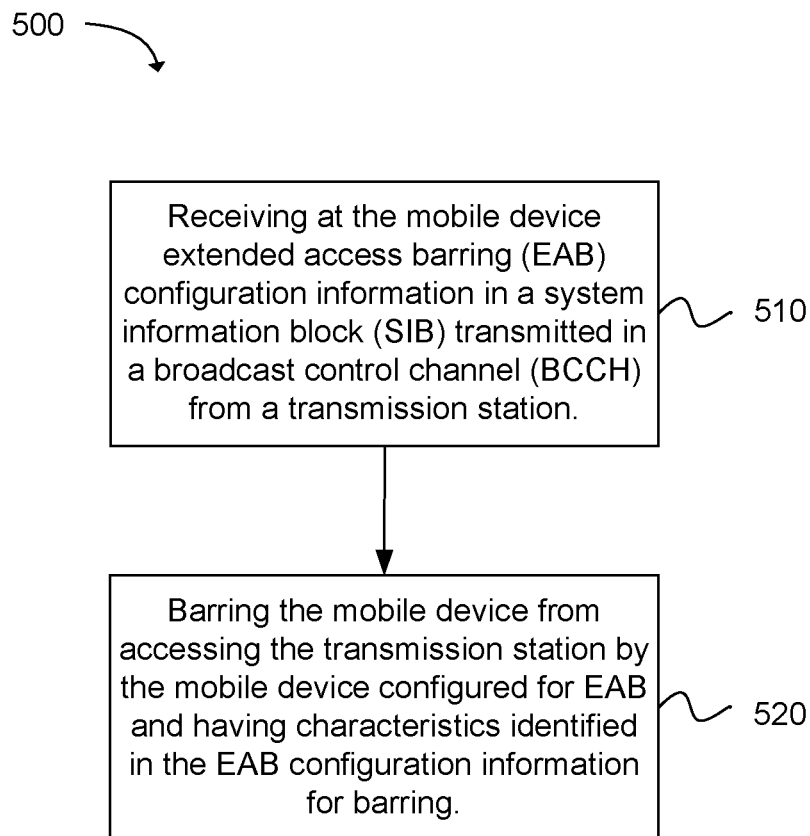 500
Receiving at the mobile device
extended access barring (EAB)
configuration information in a system
information block (SIB) transmitted in
a broadcast control channel (BCCH)
from a transmission station.
510
Barring the mobile device from
accessing the transmission station by
the mobile device configured for EAB
and having characteristics identified
in the EAB configuration information
for barring.
520